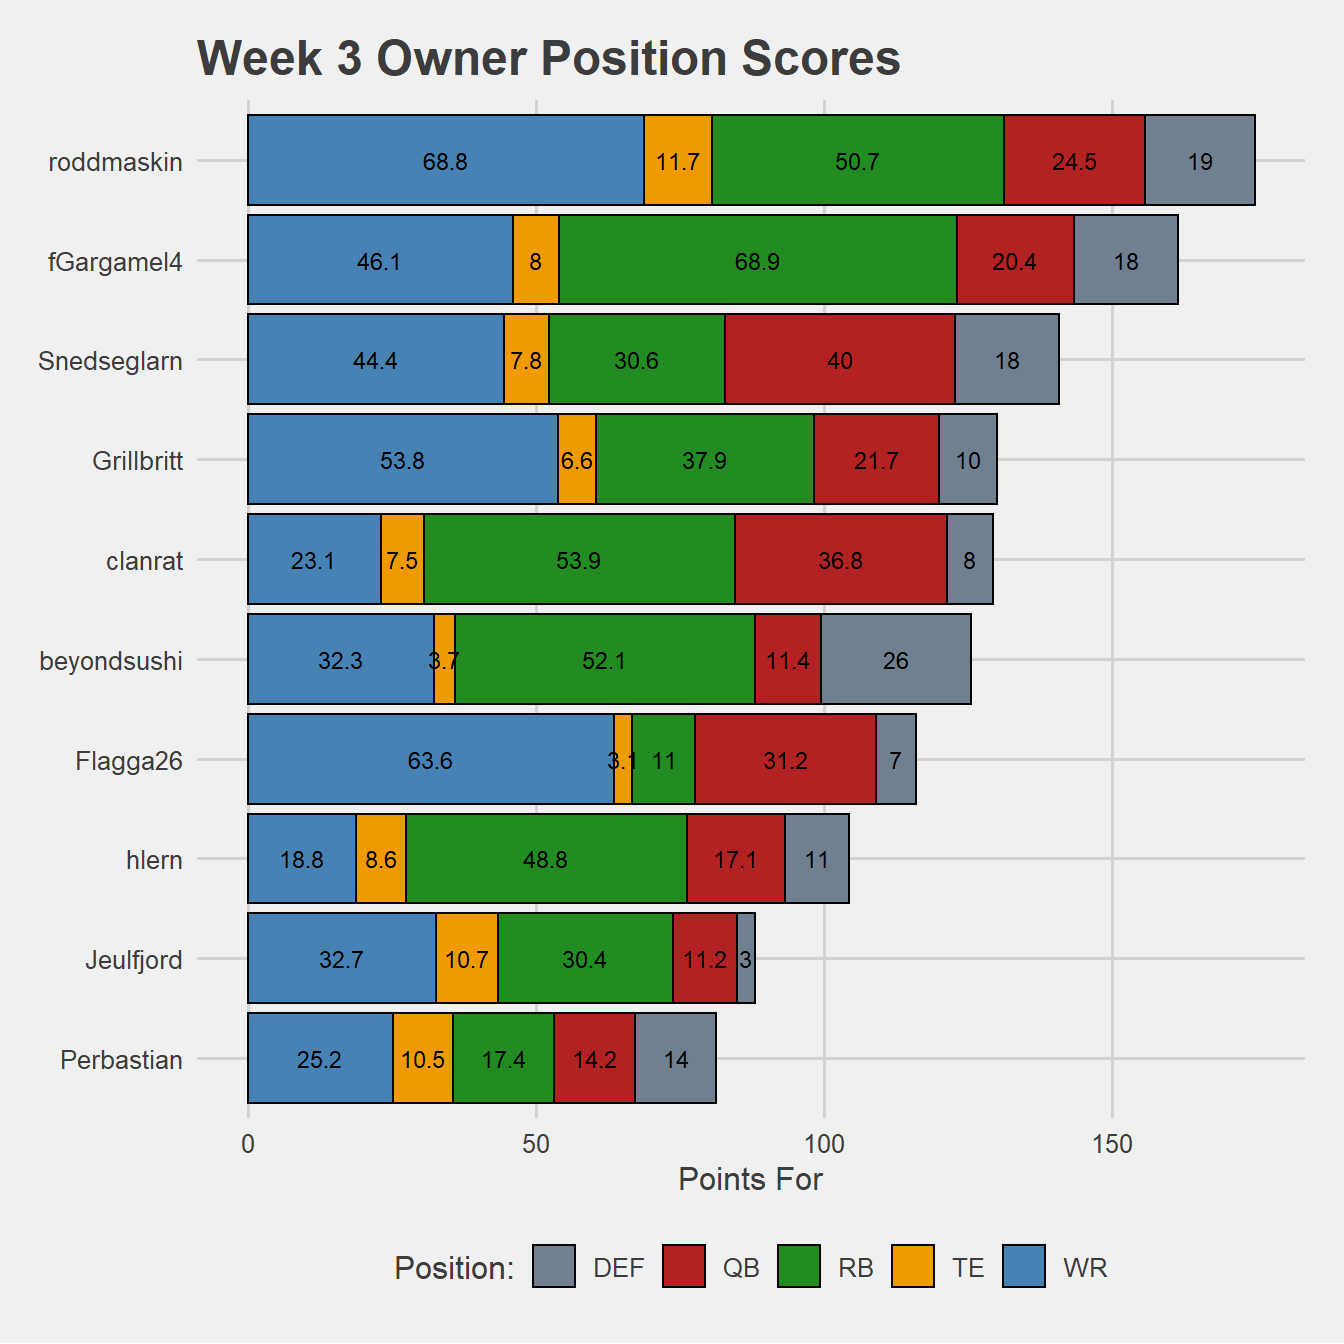 Week 3 Owner Position Scores
roddmaskin 68.8 11.7 50.7 24.5 19
fGargamel4 46.1 8 68.9 20.4 18
Snedseglarn 44.4 7.8 30.6 40 18
Grillbritt 53.8 6.6 37.9 21.7 10
clanrat 23.1 7.5 53.9 36.8 8
beyondsushi 32.3 3.7 52.1 11.4 26
Flagga26 63.6 3.1 11 31.2 7
hlern 18.8 8.6 48.8 17.1 11
Jeulfjord 32.7 10.7 30.4 11.2 3
Perbastian 25.2 10.5 17.4 14.2 14
0 50 100 150
Points For
Position: DEF QB RB TE WR